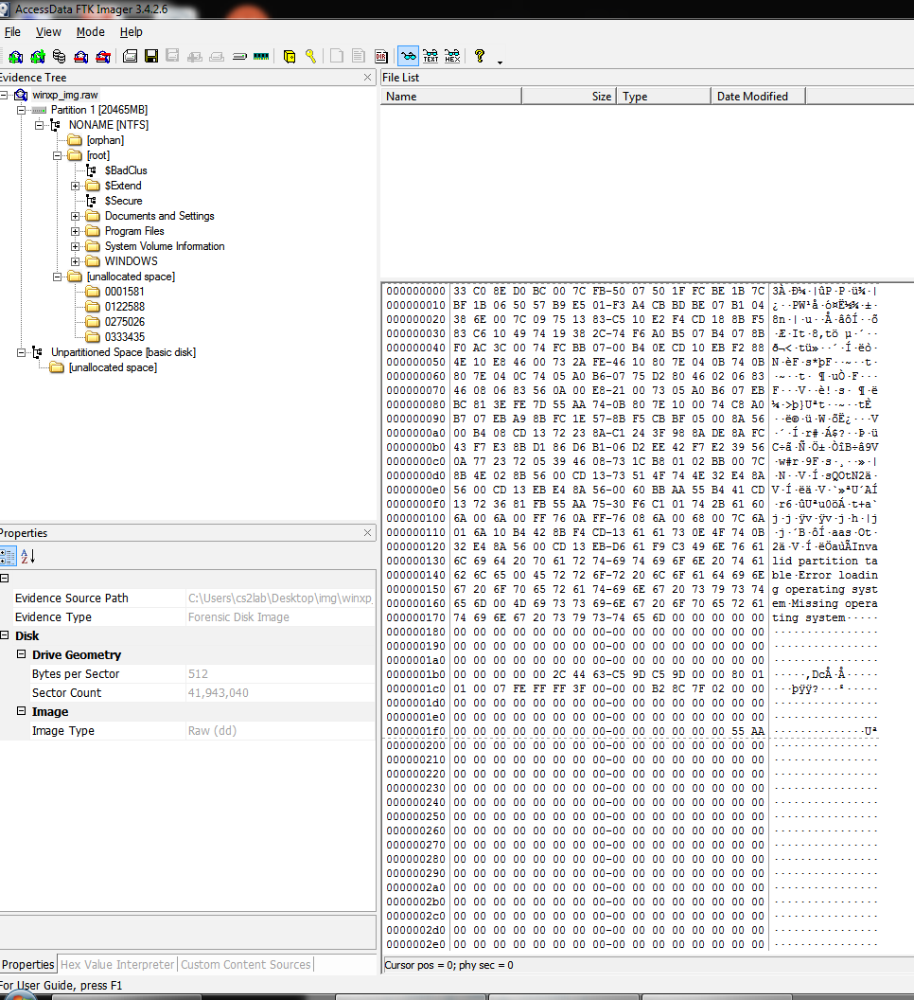 AccessData FTK Imager 3.4.2.6
File View Mode Help
Evidence Tree
winxp_img.raw
Partition 1 [20465MB]
NONAME [NTFS]
[orphan]
[root]
$BadClus
$Extend
$Secure
Documents and Settings
Program Files
System Volume Information
WINDOWS
[unallocated space]
0001581
0122588
0275026
0333435
Unpartitioned Space [basic disk]
[unallocated space]
Properties
Evidence Source Path C:\Users\cs2lab\Desktop\img\winxp_
Evidence Type Forensic Disk Image
Disk
Drive Geometry
Bytes per Sector 512
Sector Count 41,943,040
Image
Image Type Raw (dd)
Properties Hex Value Interpreter Custom Content Sources
For User Guide, press F1
File List
Name Size Type Date Modified
000000000 33 C0 8E D0 BC 00 7C FB-50 07 50 1F FC BE 1B 7C
000000010 BF 1B 06 50 57 B9 E5 01-F3 A4 CB BD BE 07 B1 04
000000020 38 6E 00 7C 09 75 13 83-C5 10 E2 F4 CD 18 8B F5
000000030 83 C6 10 49 74 19 38 2C-74 F6 A0 B5 07 B4 07 8B
000000040 F0 AC 3C 00 74 FC BB 07-00 B4 0E CD 10 EB F2 88
000000050 4E 10 E8 46 00 73 2A FE-46 10 80 7E 04 0B 74 0B
000000060 80 7E 04 0C 74 05 A0 B6-07 75 D2 80 46 02 06 83
000000070 46 08 06 83 56 0A 00 E8-21 00 73 05 A0 B6 07 EB
000000080 BC 81 3E FE 7D 55 AA 74-0B 80 7E 10 00 74 C8 A0
000000090 B7 07 EB A9 8B FC 1E 57-8B F5 CB BF 05 00 8A 56
0000000a0 00 B4 08 CD 13 72 23 8A-C1 24 3F 98 8A DE 8A FC
0000000b0 43 F7 E3 8B D1 86 D6 B1-06 D2 EE 42 F7 E2 39 56
0000000c0 0A 77 23 72 05 39 46 08-73 1C B8 01 02 BB 00 7C
0000000d0 8B 4E 02 8B 56 00 CD 13-73 51 4F 74 4E 32 E4 8A
0000000e0 56 00 CD 13 EB E4 8A 56-00 60 BB AA 55 B4 41 CD
0000000f0 13 72 36 81 FB 55 AA 75-30 F6 C1 01 74 2B 61 60
000000100 6A 00 6A 00 FF 76 0A FF-76 08 6A 00 68 00 7C 6A
000000110 01 6A 10 B4 42 8B F4 CD-13 61 61 73 0E 4F 74 0B
000000120 32 E4 8A 56 00 CD 13 EB-D6 61 F9 C3 49 6E 76 61 2ä·V·Í·ëÖaùÃInva
000000130 6C 69 64 20 70 61 72 74-69 74 69 6F 6E 20 74 61 lid partition ta
000000140 62 6C 65 00 45 72 72 6F-72 20 6C 6F 61 64 69 6E ble·Error loadin
000000150 67 20 6F 70 65 72 61 74-69 6E 67 20 73 79 73 74 g operating syst
000000160 65 6D 00 4D 69 73 73 69-6E 67 20 6F 70 65 72 61 em·Missing opera
000000170 74 69 6E 67 20 73 79 73-74 65 6D 00 00 00 00 00 ting system·····
000000180 00 00 00 00 00 00 00 00-00 00 00 00 00 00 00 00 ················
000000190 00 00 00 00 00 00 00 00-00 00 00 00 00 00 00 00 ················
0000001a0 00 00 00 00 00 00 00 00-00 00 00 00 00 00 00 00 ················
0000001b0 00 00 00 00 00 2C 44 63-C5 9D C5 9D 00 00 80 01 ·····,DcÅ·Å·····
0000001c0 01 00 07 FE FF FF 3F 00-00 00 B2 8C 7F 02 00 00 ···þÿÿ?···²·····
0000001d0 00 00 00 00 00 00 00 00-00 00 00 00 00 00 00 00 ················
0000001e0 00 00 00 00 00 00 00 00-00 00 00 00 00 00 00 00 ················
0000001f0 00 00 00 00 00 00 00 00-00 00 00 00 00 00 55 AA ··············Uª
000000200 00 00 00 00 00 00 00 00-00 00 00 00 00 00 00 00 ················
000000210 00 00 00 00 00 00 00 00-00 00 00 00 00 00 00 00 ················
000000220 00 00 00 00 00 00 00 00-00 00 00 00 00 00 00 00 ················
000000230 00 00 00 00 00 00 00 00-00 00 00 00 00 00 00 00 ················
000000240 00 00 00 00 00 00 00 00-00 00 00 00 00 00 00 00 ················
000000250 00 00 00 00 00 00 00 00-00 00 00 00 00 00 00 00 ················
000000260 00 00 00 00 00 00 00 00-00 00 00 00 00 00 00 00 ················
000000270 00 00 00 00 00 00 00 00-00 00 00 00 00 00 00 00 ················
000000280 00 00 00 00 00 00 00 00-00 00 00 00 00 00 00 00 ················
000000290 00 00 00 00 00 00 00 00-00 00 00 00 00 00 00 00 ················
0000002a0 00 00 00 00 00 00 00 00-00 00 00 00 00 00 00 00 ················
0000002b0 00 00 00 00 00 00 00 00-00 00 00 00 00 00 00 00 ················
0000002c0 00 00 00 00 00 00 00 00-00 00 00 00 00 00 00 00 ················
0000002d0 00 00 00 00 00 00 00 00-00 00 00 00 00 00 00 00 ················
0000002e0 00 00 00 00 00 00 00 00-00 00 00 00 00 00 00 00 ················
Cursor pos = 0; phy sec = 0